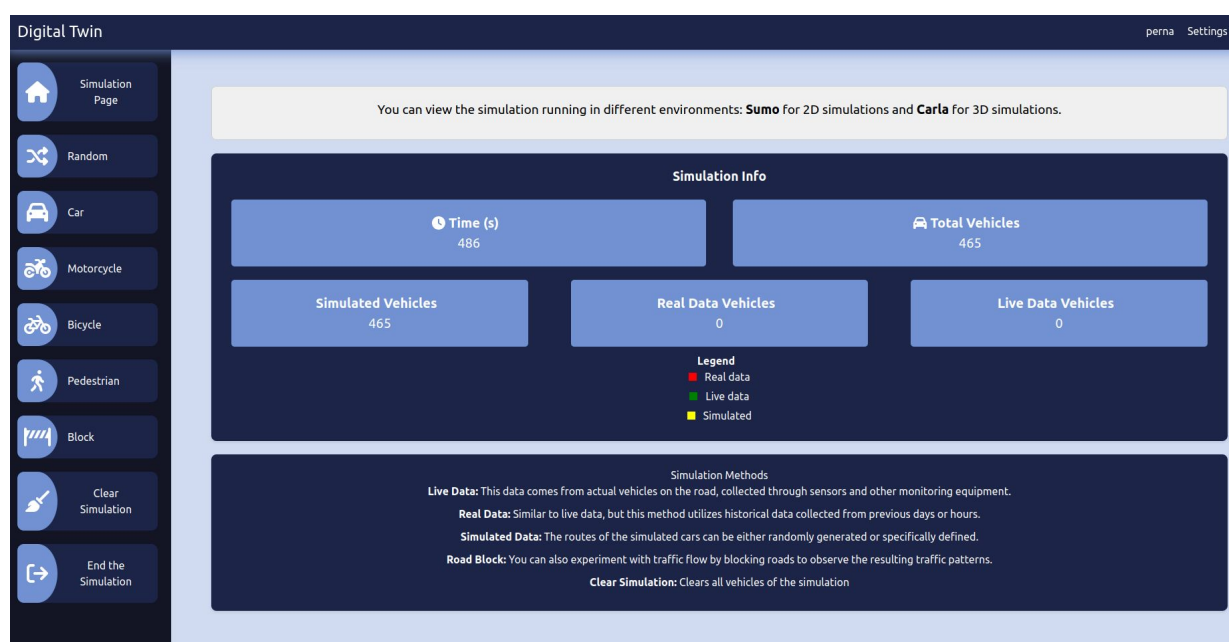 Digital Twin
perna Settings
Simulation
Page
Random
Car
Motorcycle
Bicycle
Pedestrian
Block
Clear
Simulation
End the
Simulation
You can view the simulation running in different environments: Sumo for 2D simulations and Carla for 3D simulations.
Simulation Info
Time (s)
486
Total Vehicles
465
Simulated Vehicles
465
Real Data Vehicles
0
Live Data Vehicles
0
Legend
Real data
Live data
Simulated
Simulation Methods
Live Data: This data comes from actual vehicles on the road, collected through sensors and other monitoring equipment.
Real Data: Similar to live data, but this method utilizes historical data collected from previous days or hours.
Simulated Data: The routes of the simulated cars can be either randomly generated or specifically defined.
Road Block: You can also experiment with traffic flow by blocking roads to observe the resulting traffic patterns.
Clear Simulation: Clears all vehicles of the simulation